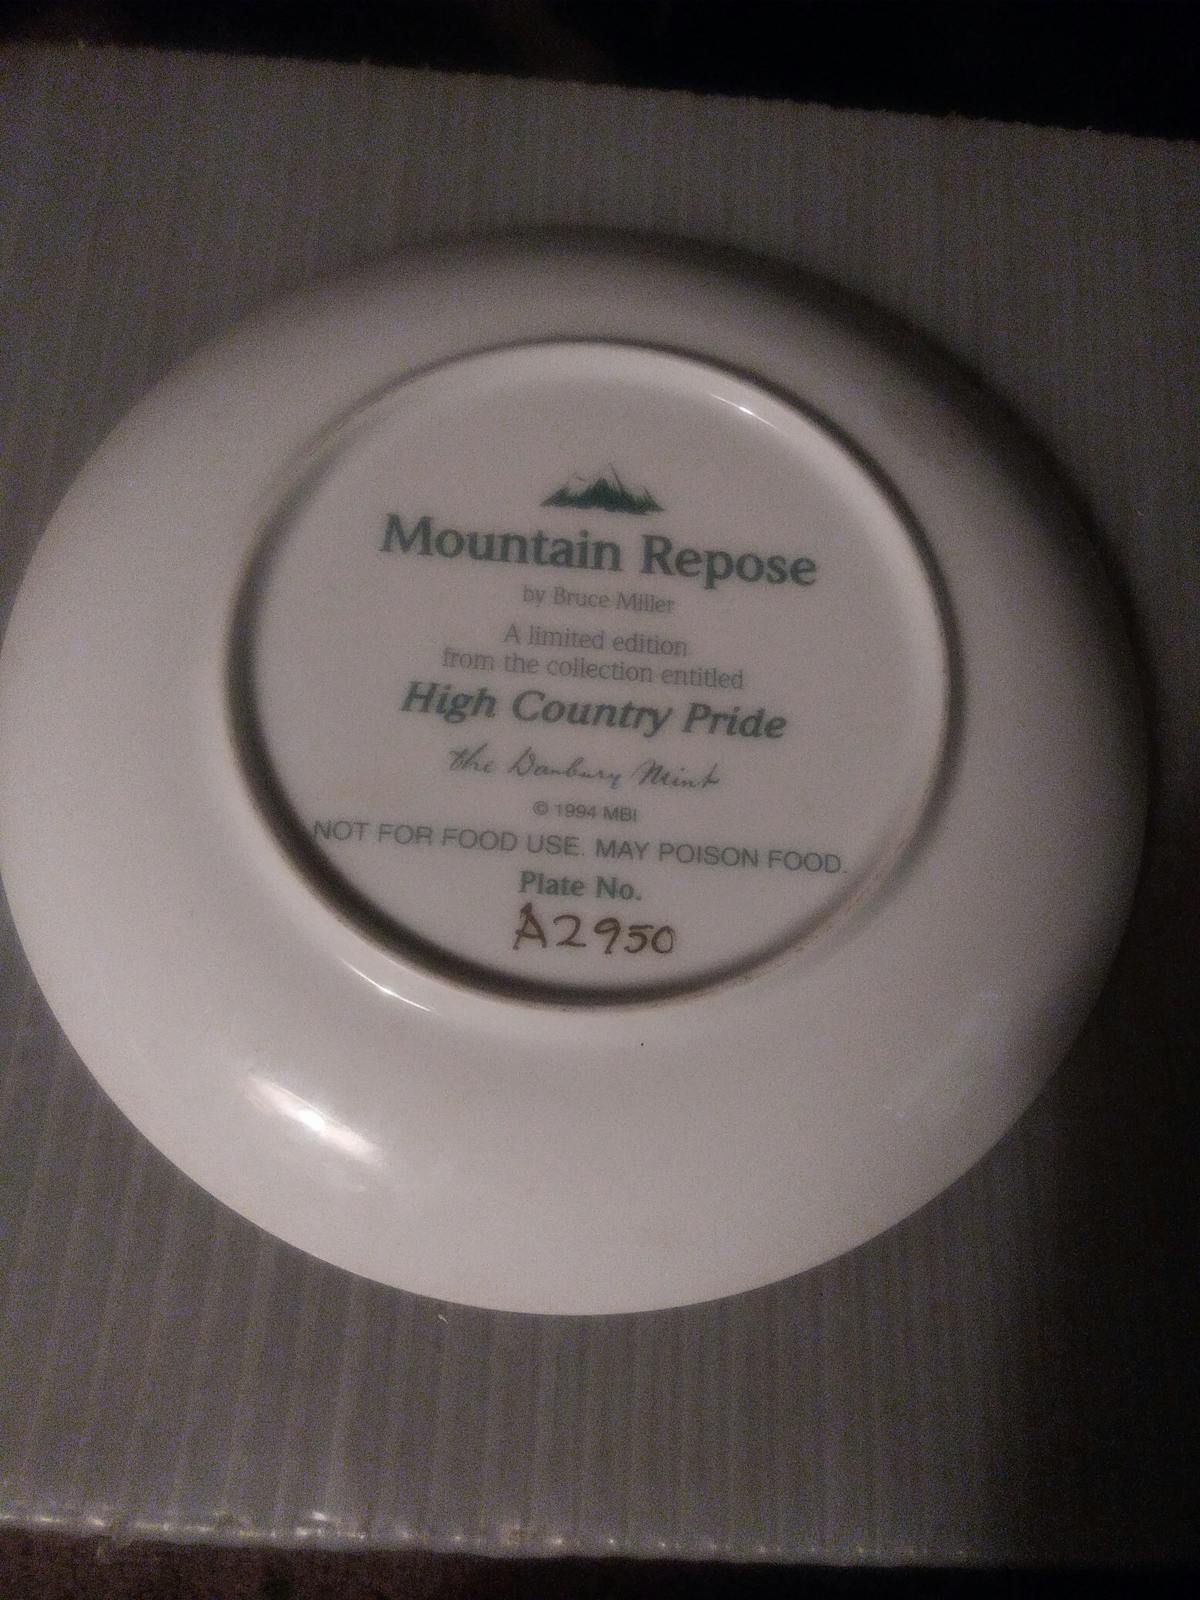 Mountain Repose
by Bruce Miller
A limited edition
from the collection entitled
High Country Pride
the Danbury Mint
© 1994 MBI
NOT FOR FOOD USE. MAY POISON FOOD.
Plate No.
A2950